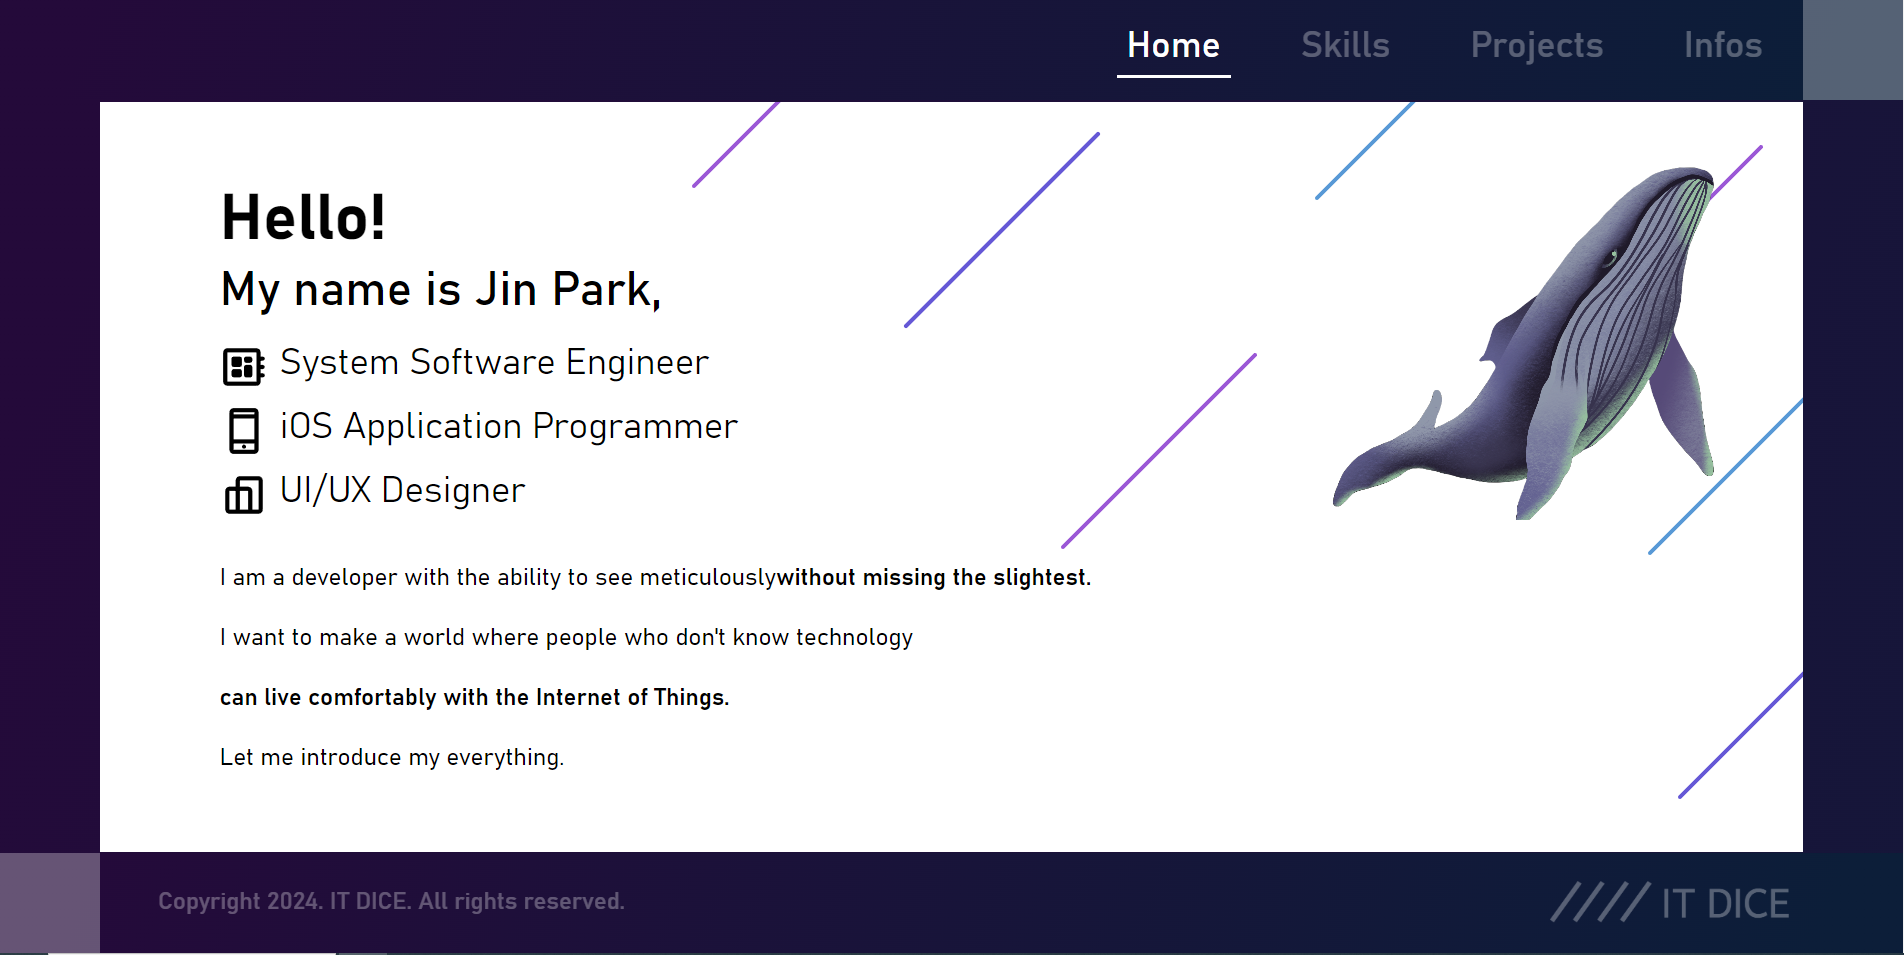 Home Skills Projects Infos
Hello!
My name is Jin Park,
System Software Engineer
iOS Application Programmer
UI/UX Designer
I am a developer with the ability to see meticulouslywithout missing the slightest.
I want to make a world where people who don't know technology
can live comfortably with the Internet of Things.
Let me introduce my everything.
Copyright 2024. IT DICE. All rights reserved.
IT DICE